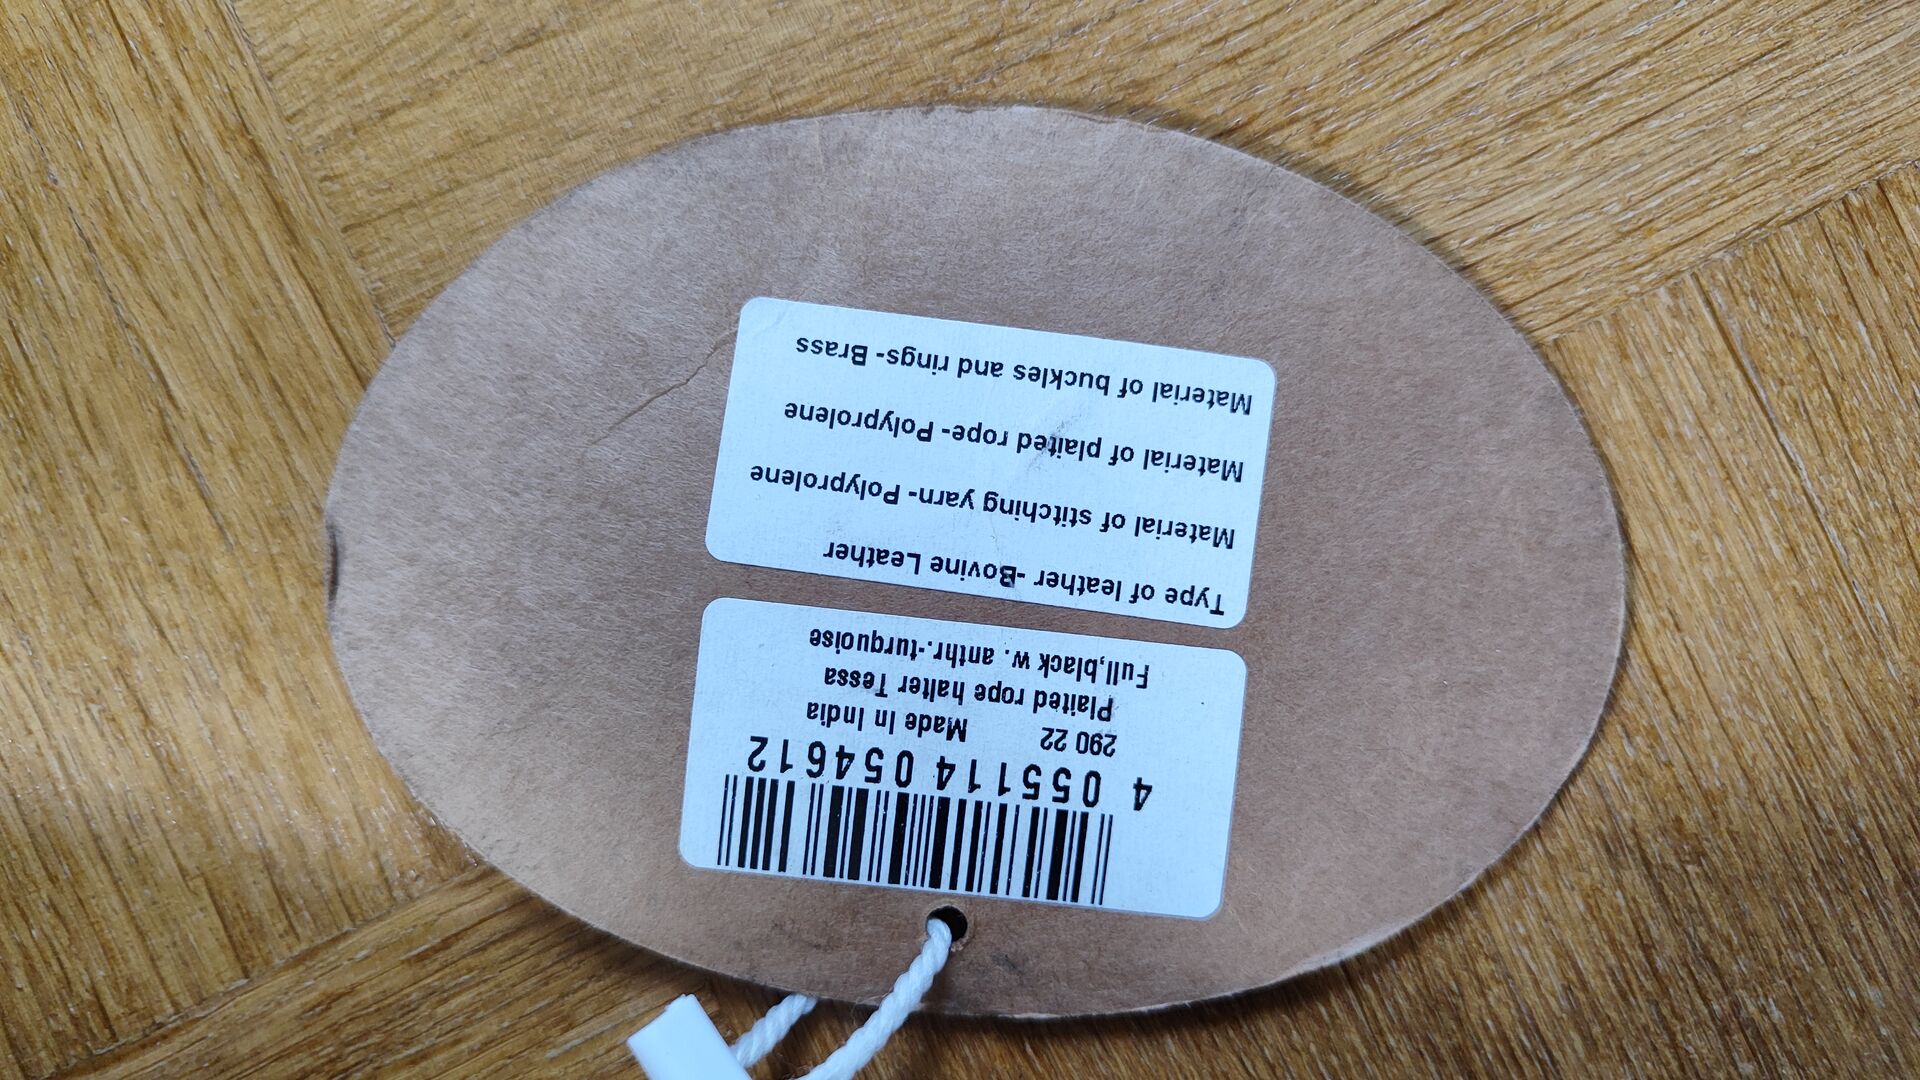 4 055114 054612
290 22 Made In India
Plaited rope halter Tessa
Full,black w. anthr.-turquoise
Type of leather -Bovine Leather
Material of stitching yarn- Polyprolene
Material of plaited rope- Polyprolene
Material of buckles and rings- Brass